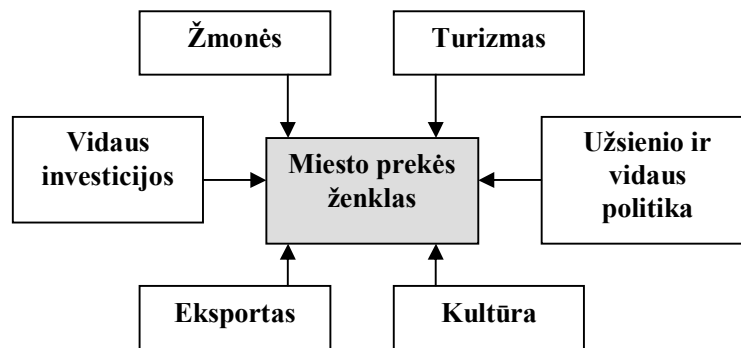 Žmonės
Turizmas
Vidaus
investicijos
Miesto prekės
ženklas
Užsienio ir
vidaus
politika
Eksportas
Kultūra